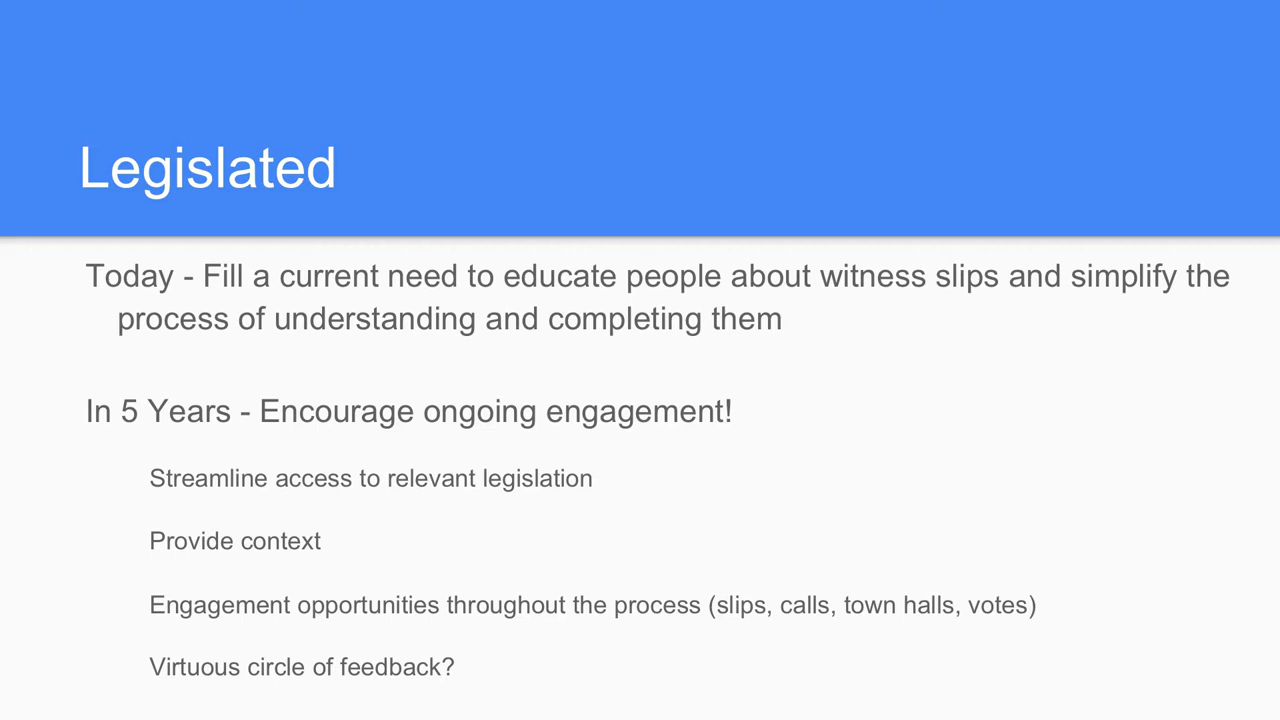 Legislated
Today - Fill a current need to educate people about witness slips and simplify the
process of understanding and completing them
In 5 Years - Encourage ongoing engagement!
Streamline access to relevant legislation
Provide context
Engagement opportunities throughout the process (slips, calls, town halls, votes)
Virtuous circle of feedback?